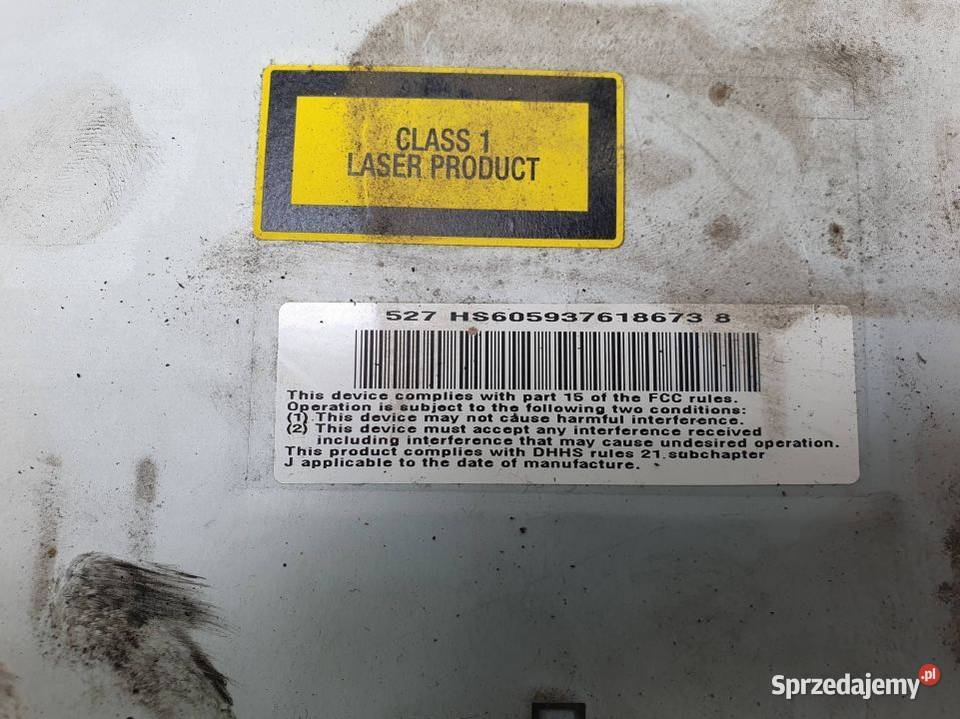 CLASS 1
LASER PRODUCT
527 HS605937618673 8
This device complies with part 15 of the FCC rules.
Operation is subject to the following two conditions:
(1) This device may not cause harmful interference.
(2) This device must accept any interference received
including interference that may cause undesired operation.
This product complies with DHHS rules 21 subchapter
J applicable to the date of manufacture.
Sprzedajemy.pl